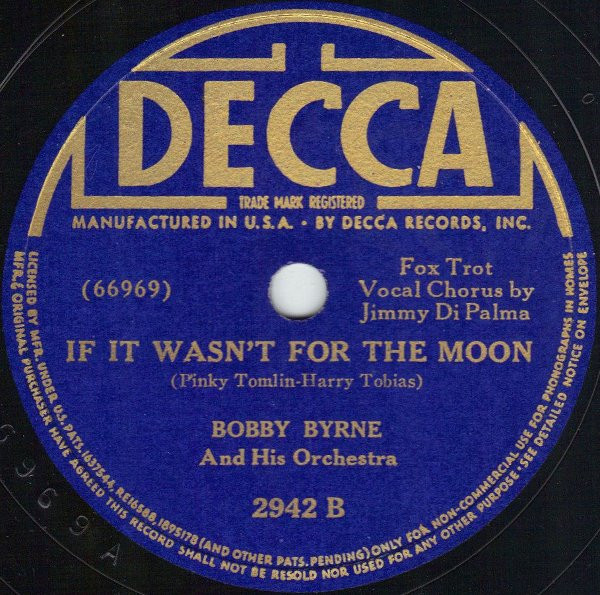 DECCA
TRADE MARK REGISTERED
MANUFACTURED IN U.S.A. · BY DECCA RECORDS, INC.
(66969)
Fox Trot
Vocal Chorus by
Jimmy Di Palma
IF IT WASN'T FOR THE MOON
(Pinky Tomlin-Harry Tobias)
BOBBY BYRNE
And His Orchestra
2942 B
LICENSED BY MFR. UNDER U.S. PATS. 1637544, RE16588, 1895178 (AND OTHER PATS. PENDING) ONLY FOR NON-COMMERCIAL USE FOR PHONOGRAPHS IN HOMES
MFR. & ORIGINAL PURCHASER HAVE AGREED THIS RECORD SHALL NOT BE RESOLD NOR USED FOR ANY OTHER PURPOSE · SEE DETAILED NOTICE ON ENVELOPE
6969A